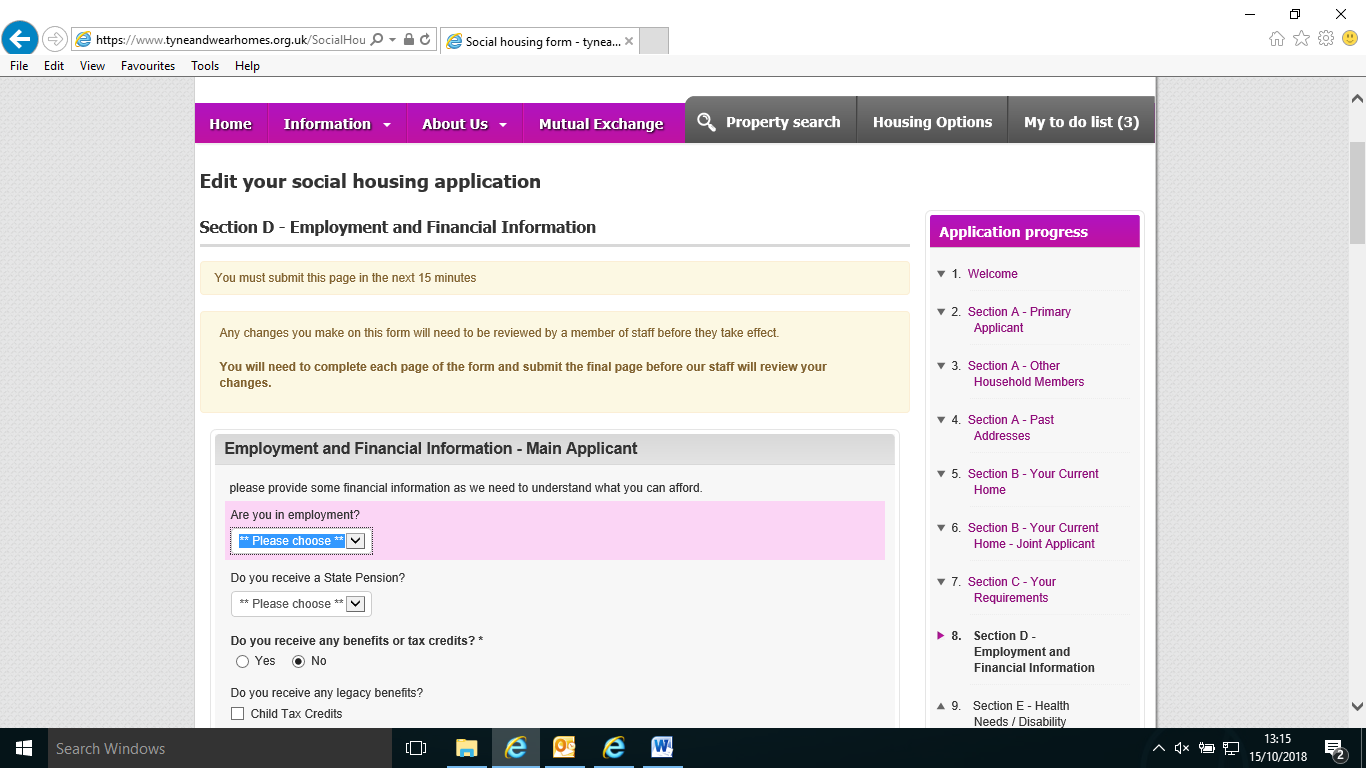 https://www.tyneandwearhomes.org.uk/SocialHou
Social housing form - tynea...
File Edit View Favourites Tools Help
Home Information About Us Mutual Exchange Property search Housing Options My to do list (3)
Edit your social housing application
Section D - Employment and Financial Information
You must submit this page in the next 15 minutes
Any changes you make on this form will need to be reviewed by a member of staff before they take effect.
You will need to complete each page of the form and submit the final page before our staff will review your
changes.
Employment and Financial Information - Main Applicant
please provide some financial information as we need to understand what you can afford.
Are you in employment?
** Please choose **
Do you receive a State Pension?
** Please choose **
Do you receive any benefits or tax credits? *
Yes No
Do you receive any legacy benefits?
Child Tax Credits
Application progress
1. Welcome
2. Section A - Primary
Applicant
3. Section A - Other
Household Members
4. Section A - Past
Addresses
5. Section B - Your Current
Home
6. Section B - Your Current
Home - Joint Applicant
7. Section C - Your
Requirements
8. Section D -
Employment and
Financial Information
9. Section E - Health
Needs / Disability
Search Windows
13:15
15/10/2018
2